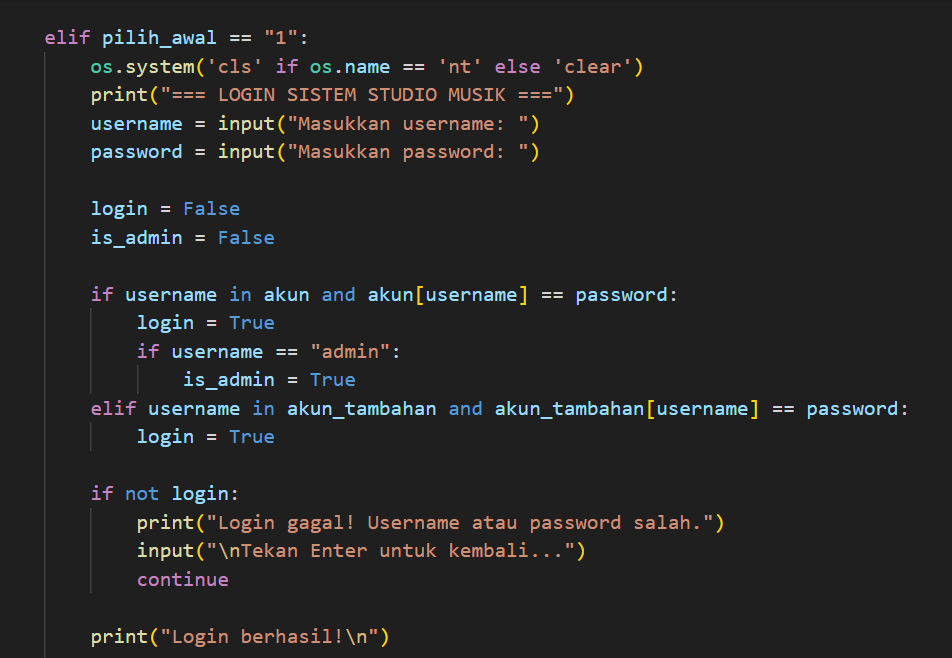 elif pilih_awal == "1":
    os.system('cls' if os.name == 'nt' else 'clear')
    print("=== LOGIN SISTEM STUDIO MUSIK ===")
    username = input("Masukkan username: ")
    password = input("Masukkan password: ")

    login = False
    is_admin = False

    if username in akun and akun[username] == password:
        login = True
        if username == "admin":
            is_admin = True
    elif username in akun_tambahan and akun_tambahan[username] == password:
        login = True

    if not login:
        print("Login gagal! Username atau password salah.")
        input("\nTekan Enter untuk kembali...")
        continue

    print("Login berhasil!\n")